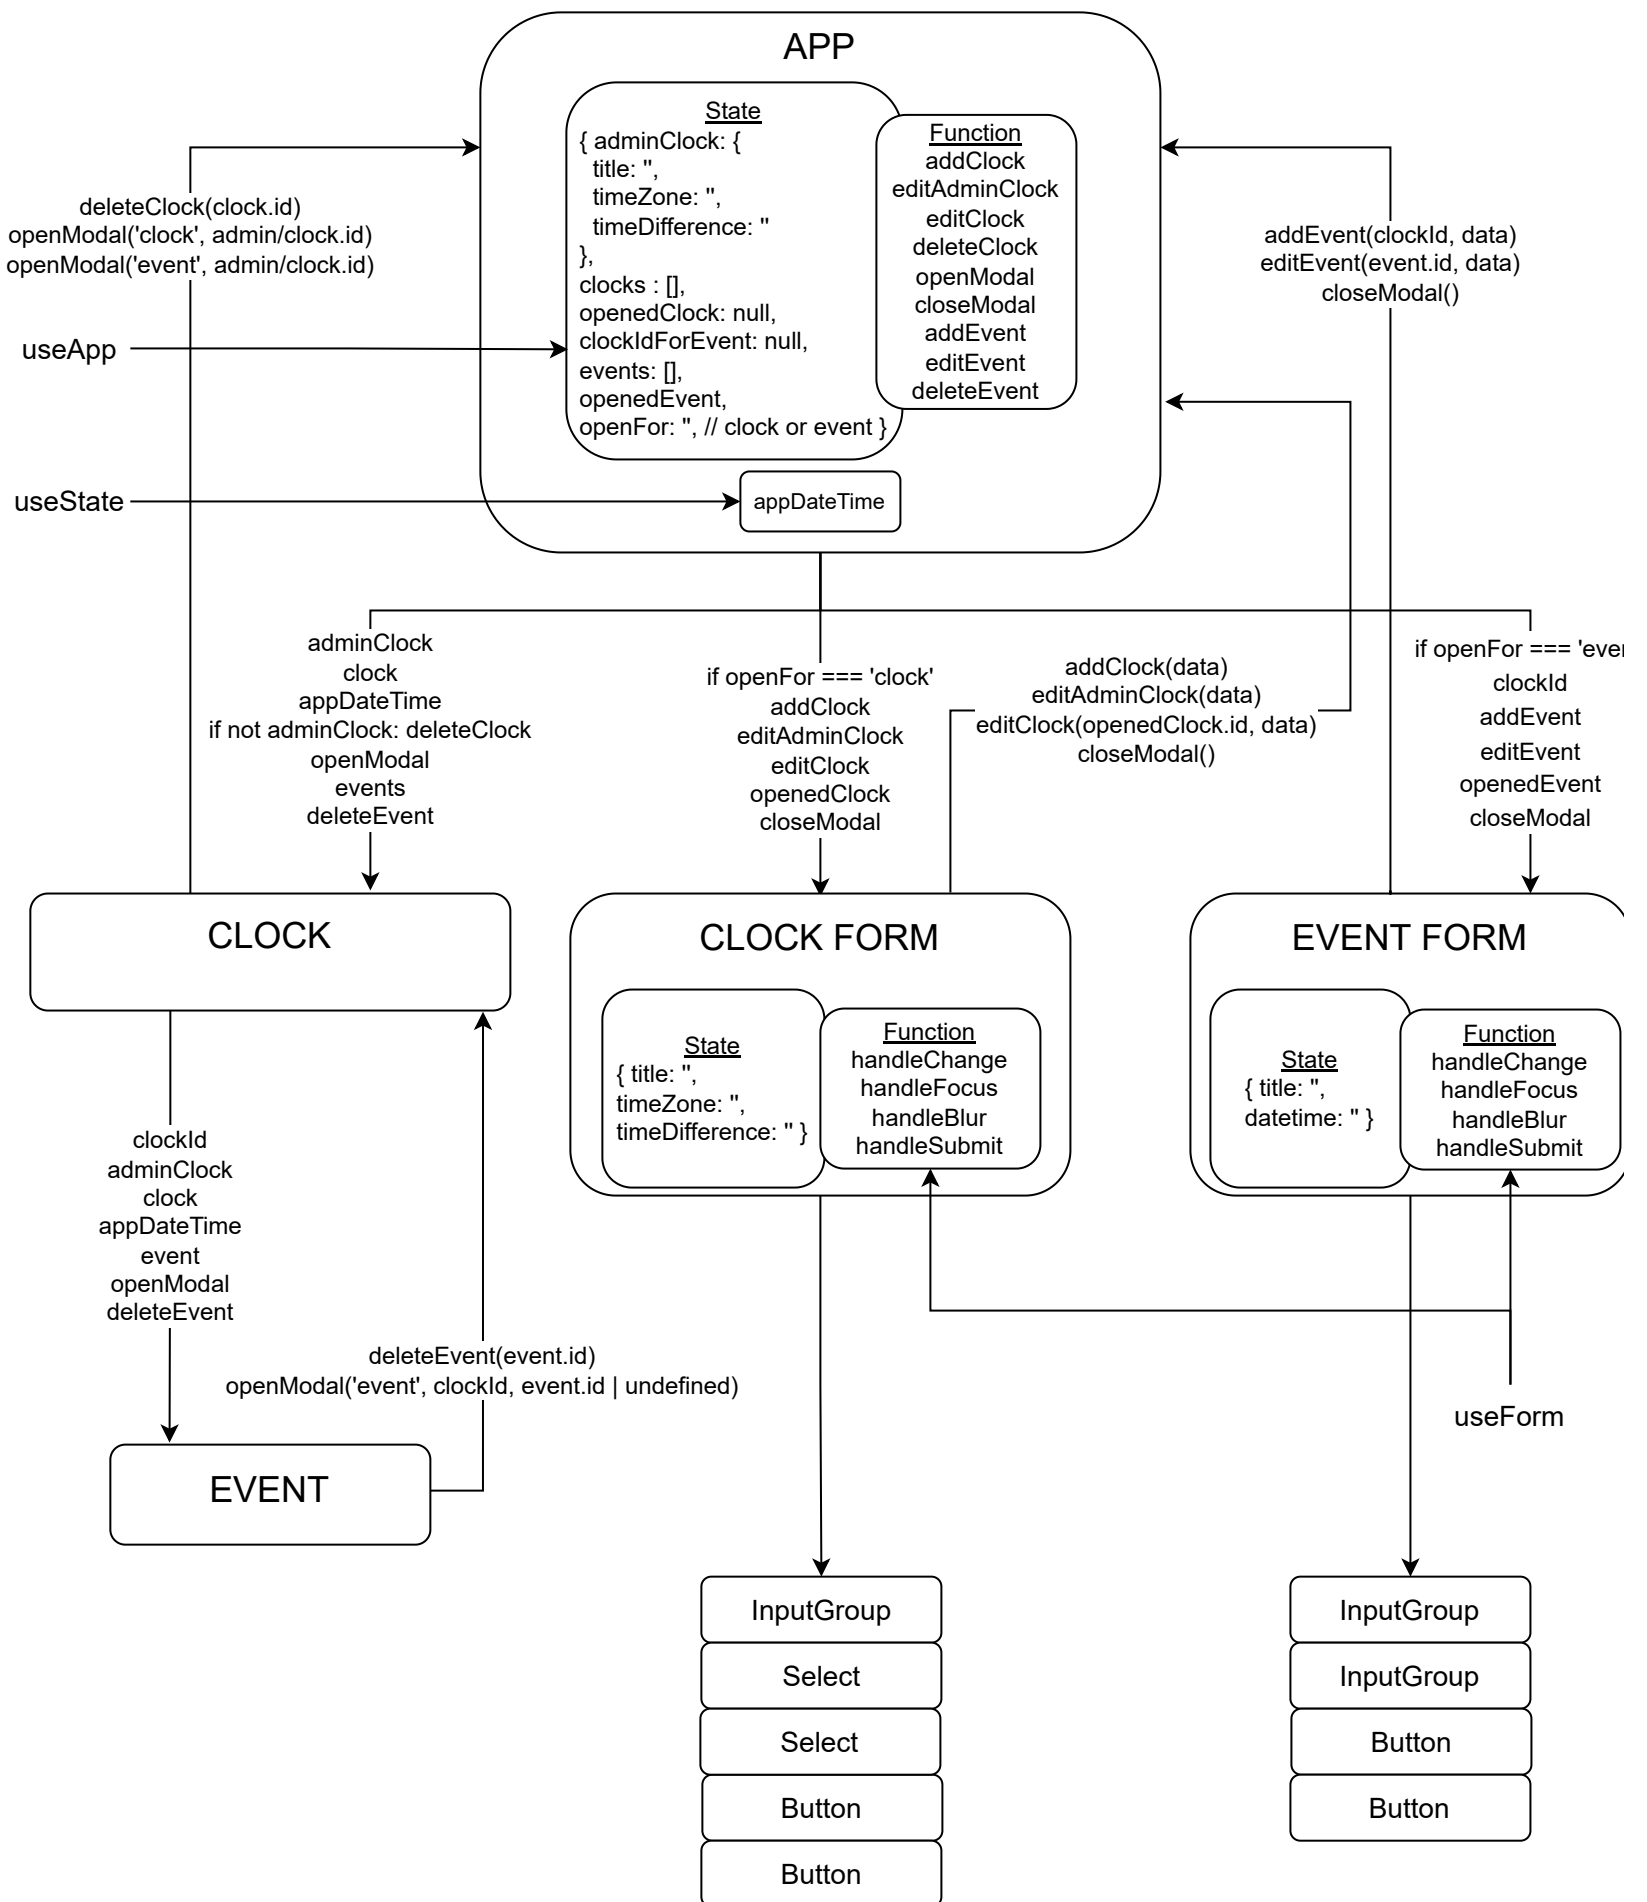 APP
State
{ adminClock: {
title: '',
timeZone: '',
timeDifference: ''
},
clocks : [],
openedClock: null,
clockIdForEvent: null,
events: [],
openedEvent,
openFor: '', // clock or event }
Function
addClock
editAdminClock
editClock
deleteClock
openModal
closeModal
addEvent
editEvent
deleteEvent
appDateTime
deleteClock(clock.id)
openModal('clock', admin/clock.id)
openModal('event', admin/clock.id)
useApp
useState
addEvent(clockId, data)
editEvent(event.id, data)
closeModal()
adminClock
clock
appDateTime
if not adminClock: deleteClock
openModal
events
deleteEvent
if openFor === 'clock'
addClock
editAdminClock
editClock
openedClock
closeModal
addClock(data)
editAdminClock(data)
editClock(openedClock.id, data)
closeModal()
if openFor ===
clockId
addEvent
editEvent
openedEvent
closeModal
CLOCK
CLOCK FORM
State
{ title: '',
timeZone: '',
timeDifference: '' }
Function
handleChange
handleFocus
handleBlur
handleSubmit
EVENT FORM
State
{ title: '',
datetime: '' }
Function
handleChange
handleFocus
handleBlur
handleSubmit
clockId
adminClock
clock
appDateTime
event
openModal
deleteEvent
deleteEvent(event.id)
openModal('event', clockId, event.id | undefined)
useForm
EVENT
InputGroup
Select
Select
Button
Button
InputGroup
InputGroup
Button
Button